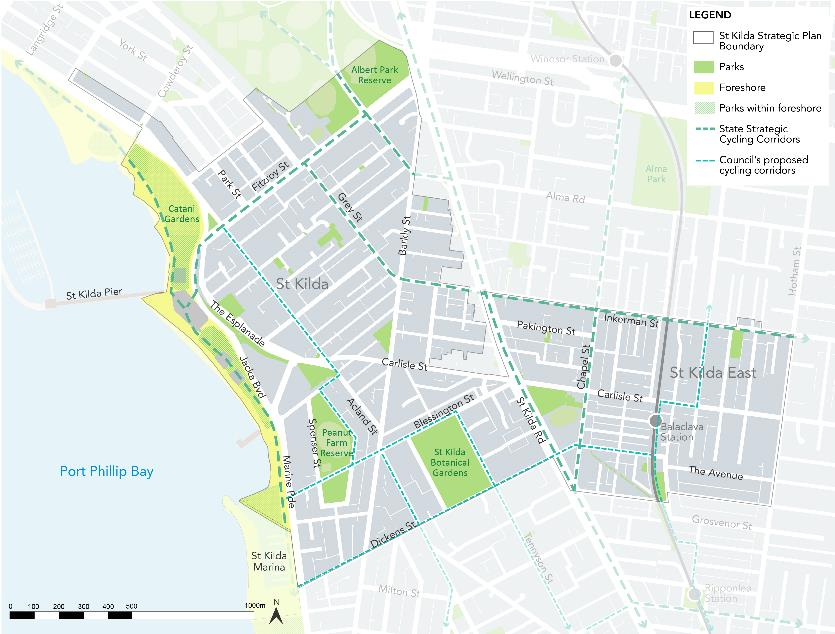 LEGEND
St Kilda Strategic Plan
Boundary
Parks
Foreshore
Parks within foreshore
State Strategic
Cycling Corridors
Council's proposed
cycling corridors
Langridge St
York St
Cowderoy St
Albert Park
Reserve
Windsor Station
Wellington St
Alma
Park
Alma Rd
Park St
Fitzroy St
Catani
Gardens
Grey St
Barkly St
Hotham St
St Kilda
St Kilda Pier
The Esplanade
Inkerman St
Pakington St
Chapel St
Carlisle St
St Kilda East
Jacka Bvd
Carlisle St
Acland St
Blessington St
St Kilda Rd
Balaclava
Station
Spenser St
Peanut
Farm
Reserve
St Kilda
Botanical
Gardens
Port Phillip Bay
Marine Pde
The Avenue
Dickens St
Grosvenor St
Tennyson St
St Kilda
Marina
Milton St
Ripponlea
Station
0 100 200 300 400 500 1000m
N